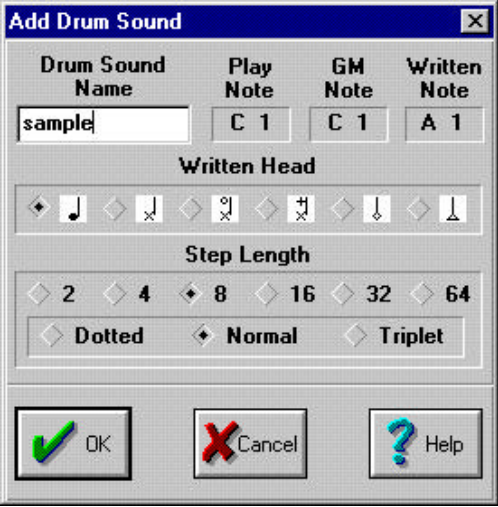 Add Drum Sound
Drum Sound Name
Play Note
GM Note
Written Note
sample
C 1
C 1
A 1
Written Head
Step Length
2 4 8 16 32 64
Dotted Normal Triplet
OK Cancel Help